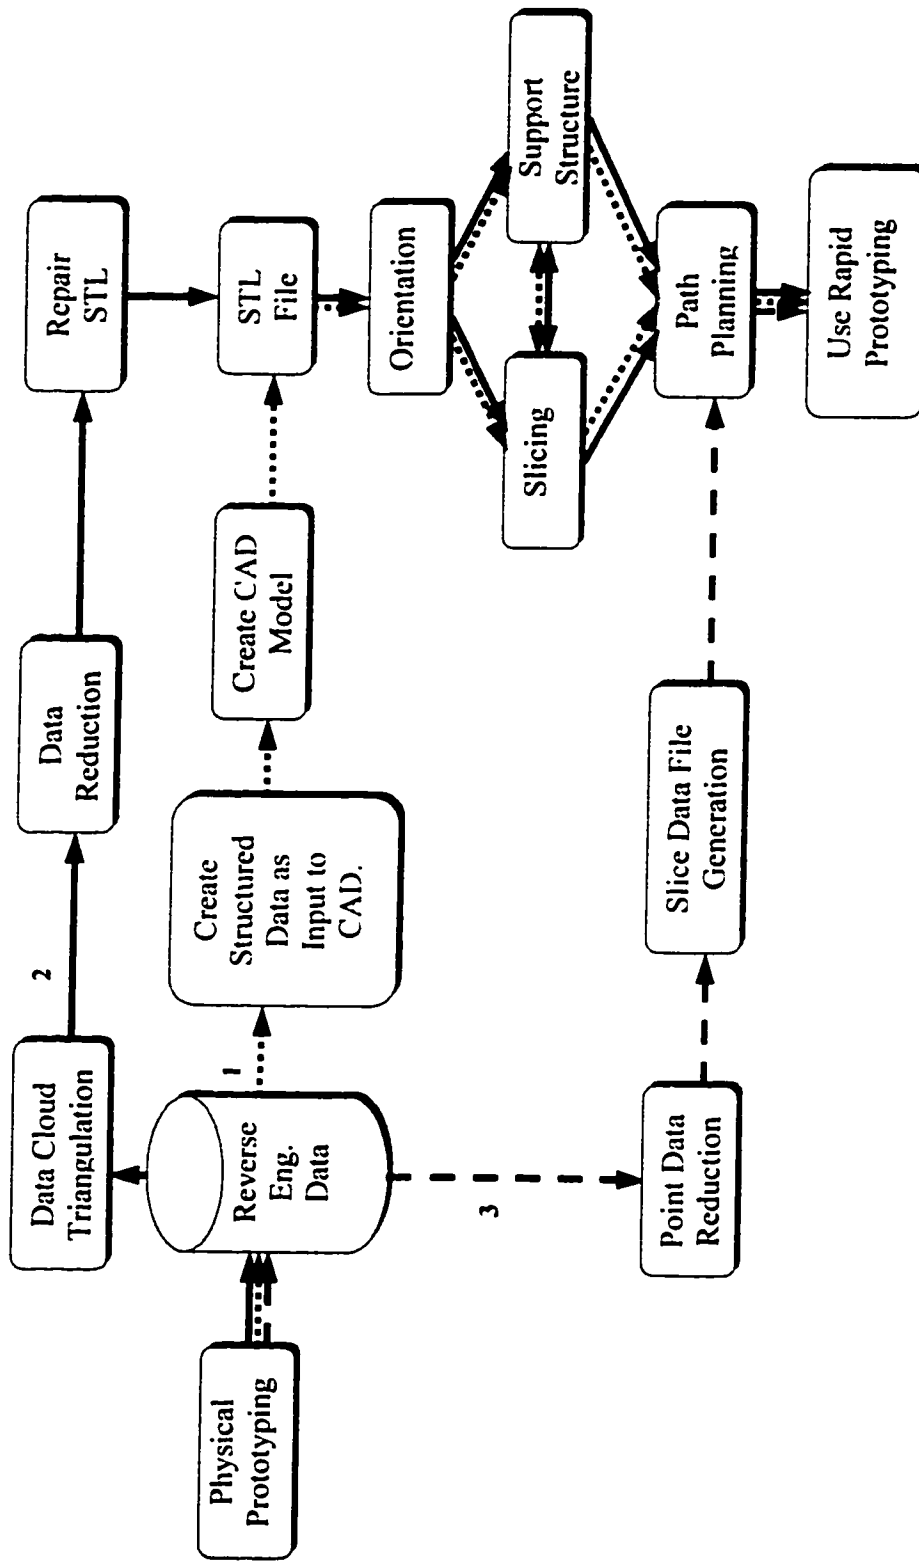 Physical
Prototyping
Reverse
Eng.
Data
Data Cloud
Triangulation
2
Data
Reduction
Repair
STL
1
Create
Structured
Data as
Input to
CAD.
Create CAD
Model
STL
File
Orientation
Slicing
Support
Structure
3
Point Data
Reduction
Slice Data File
Generation
Path
Planning
Use Rapid
Prototyping